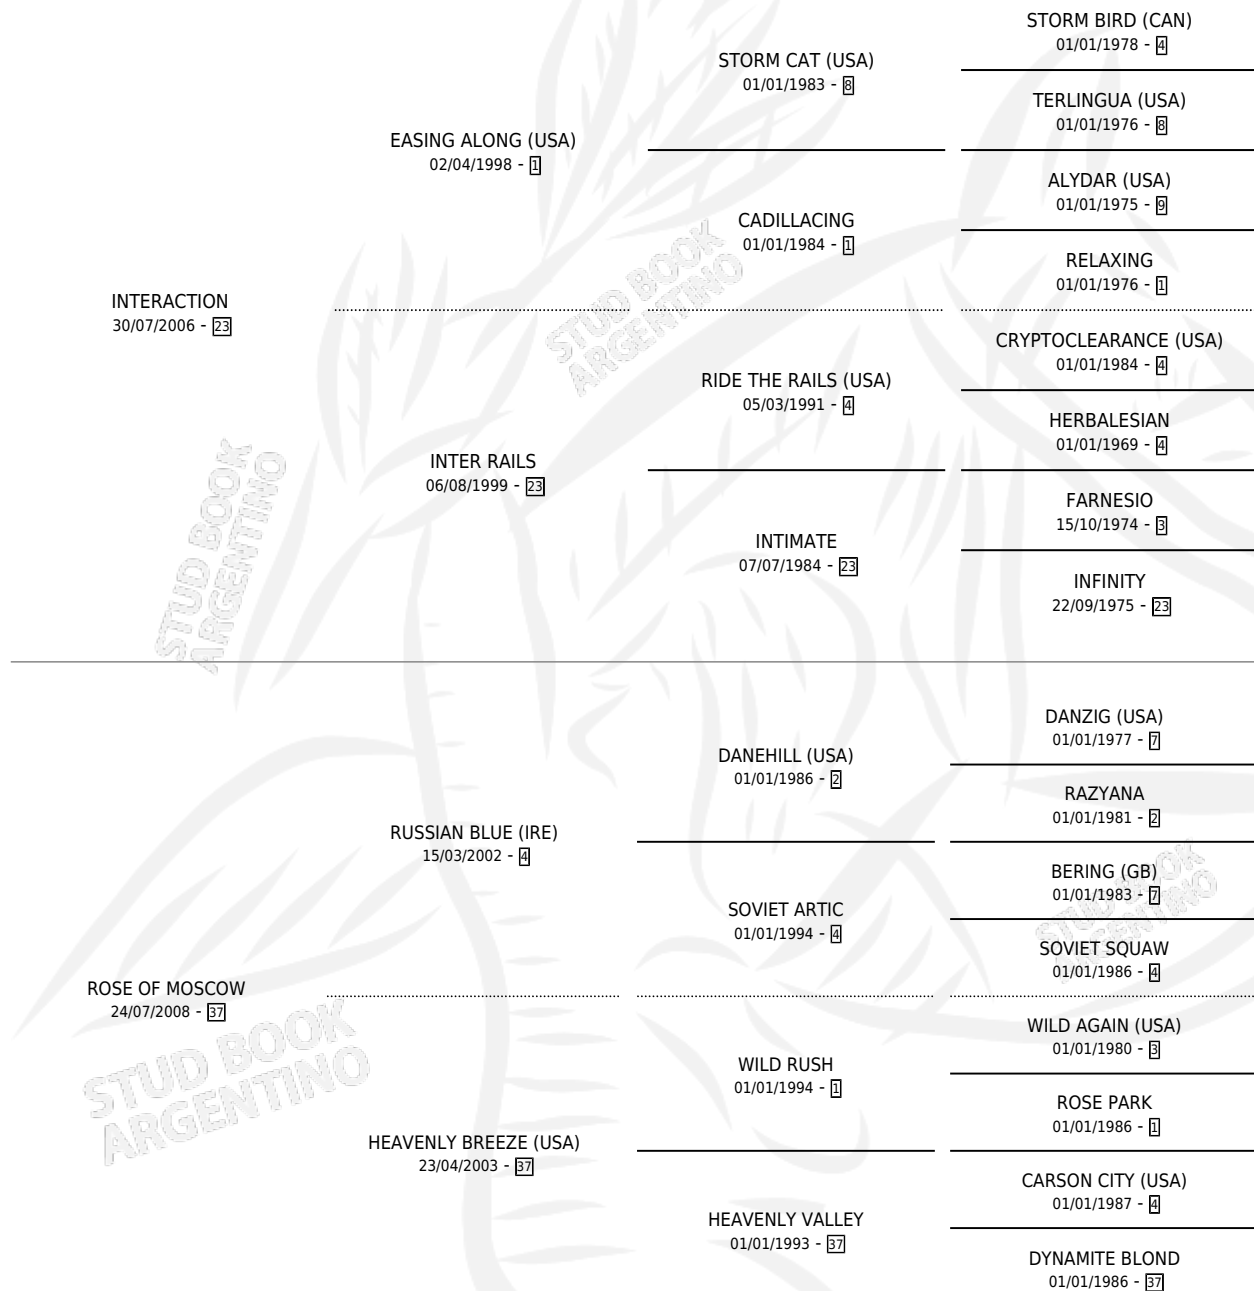 STORM BIRD (CAN)
01/01/1978 - 4
STORM CAT (USA)
01/01/1983 - 8
TERLINGUA (USA)
01/01/1976 - 8
EASING ALONG (USA)
02/04/1998 - 1
ALYDAR (USA)
01/01/1975 - 9
CADILLACING
01/01/1984 - 1
RELAXING
01/01/1976 - 1
INTERACTION
30/07/2006 - 23
CRYPTOCLEARANCE (USA)
01/01/1984 - 4
RIDE THE RAILS (USA)
05/03/1991 - 4
HERBALESIAN
01/01/1969 - 4
INTER RAILS
06/08/1999 - 23
FARNESIO
15/10/1974 - 3
INTIMATE
07/07/1984 - 23
INFINITY
22/09/1975 - 23
STUD BOOK
ARGENTINO
STUD BOOK
ARGENTINO
DANZIG (USA)
01/01/1977 - 7
DANEHILL (USA)
01/01/1986 - 2
RAZYANA
01/01/1981 - 2
RUSSIAN BLUE (IRE)
15/03/2002 - 4
BERING (GB)
01/01/1983 - 7
SOVIET ARTIC
01/01/1994 - 4
SOVIET SQUAW
01/01/1986 - 4
STUD BOOK
ARGENTINO
ROSE OF MOSCOW
24/07/2008 - 37
WILD AGAIN (USA)
01/01/1980 - 3
WILD RUSH
01/01/1994 - 1
ROSE PARK
01/01/1986 - 1
HEAVENLY BREEZE (USA)
23/04/2003 - 37
CARSON CITY (USA)
01/01/1987 - 4
HEAVENLY VALLEY
01/01/1993 - 37
DYNAMITE BLOND
01/01/1986 - 37
STUD BOOK
ARGENTINO